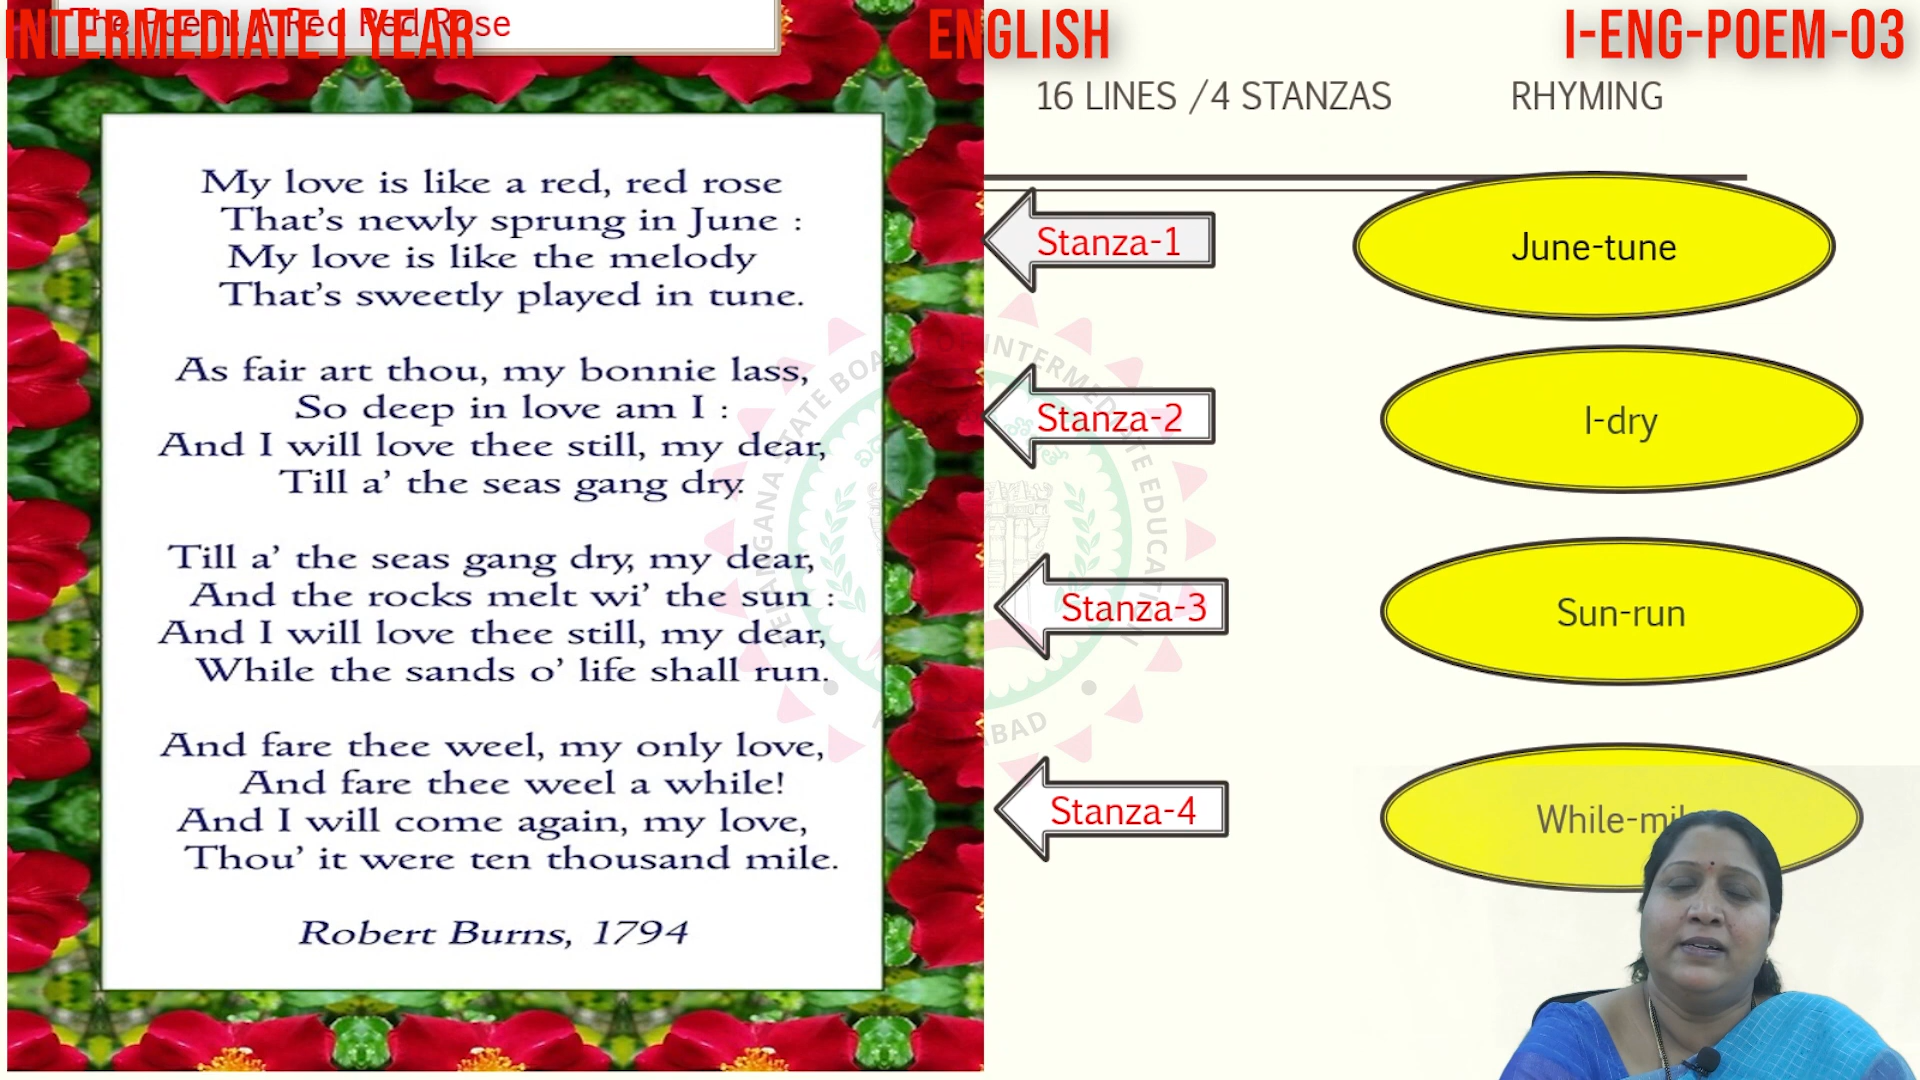 The Poem: A Red Red Rose
INTERMEDIATE I YEAR
ENGLISH
I-ENG-POEM-03
16 LINES /4 STANZAS
RHYMING
My love is like a red, red rose
That's newly sprung in June :
My love is like the melody
That's sweetly played in tune.
As fair art thou, my bonnie lass,
So deep in love am I :
And I will love thee still, my dear,
Till a' the seas gang dry.
Till a' the seas gang dry, my dear,
And the rocks melt wi' the sun :
And I will love thee still, my dear,
While the sands o' life shall run.
And fare thee weel, my only love,
And fare thee weel a while!
And I will come again, my love,
Thou' it were ten thousand mile.
Robert Burns, 1794
Stanza-1
June-tune
Stanza-2
I-dry
Stanza-3
Sun-run
Stanza-4
While-mil